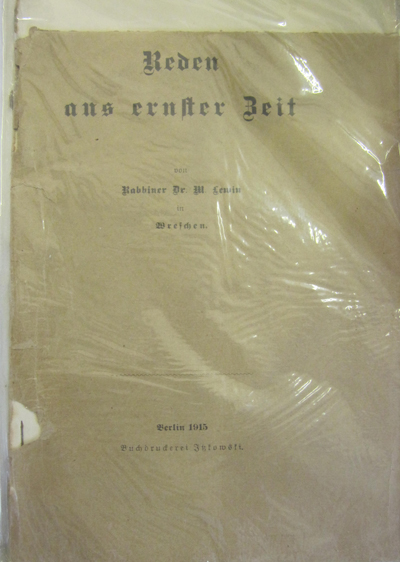 Reden
aus ernster Zeit
von
Rabbiner Dr. M. Lewin
in
Wreschen.
Berlin 1915
Buchdruckerei Itzkowski.